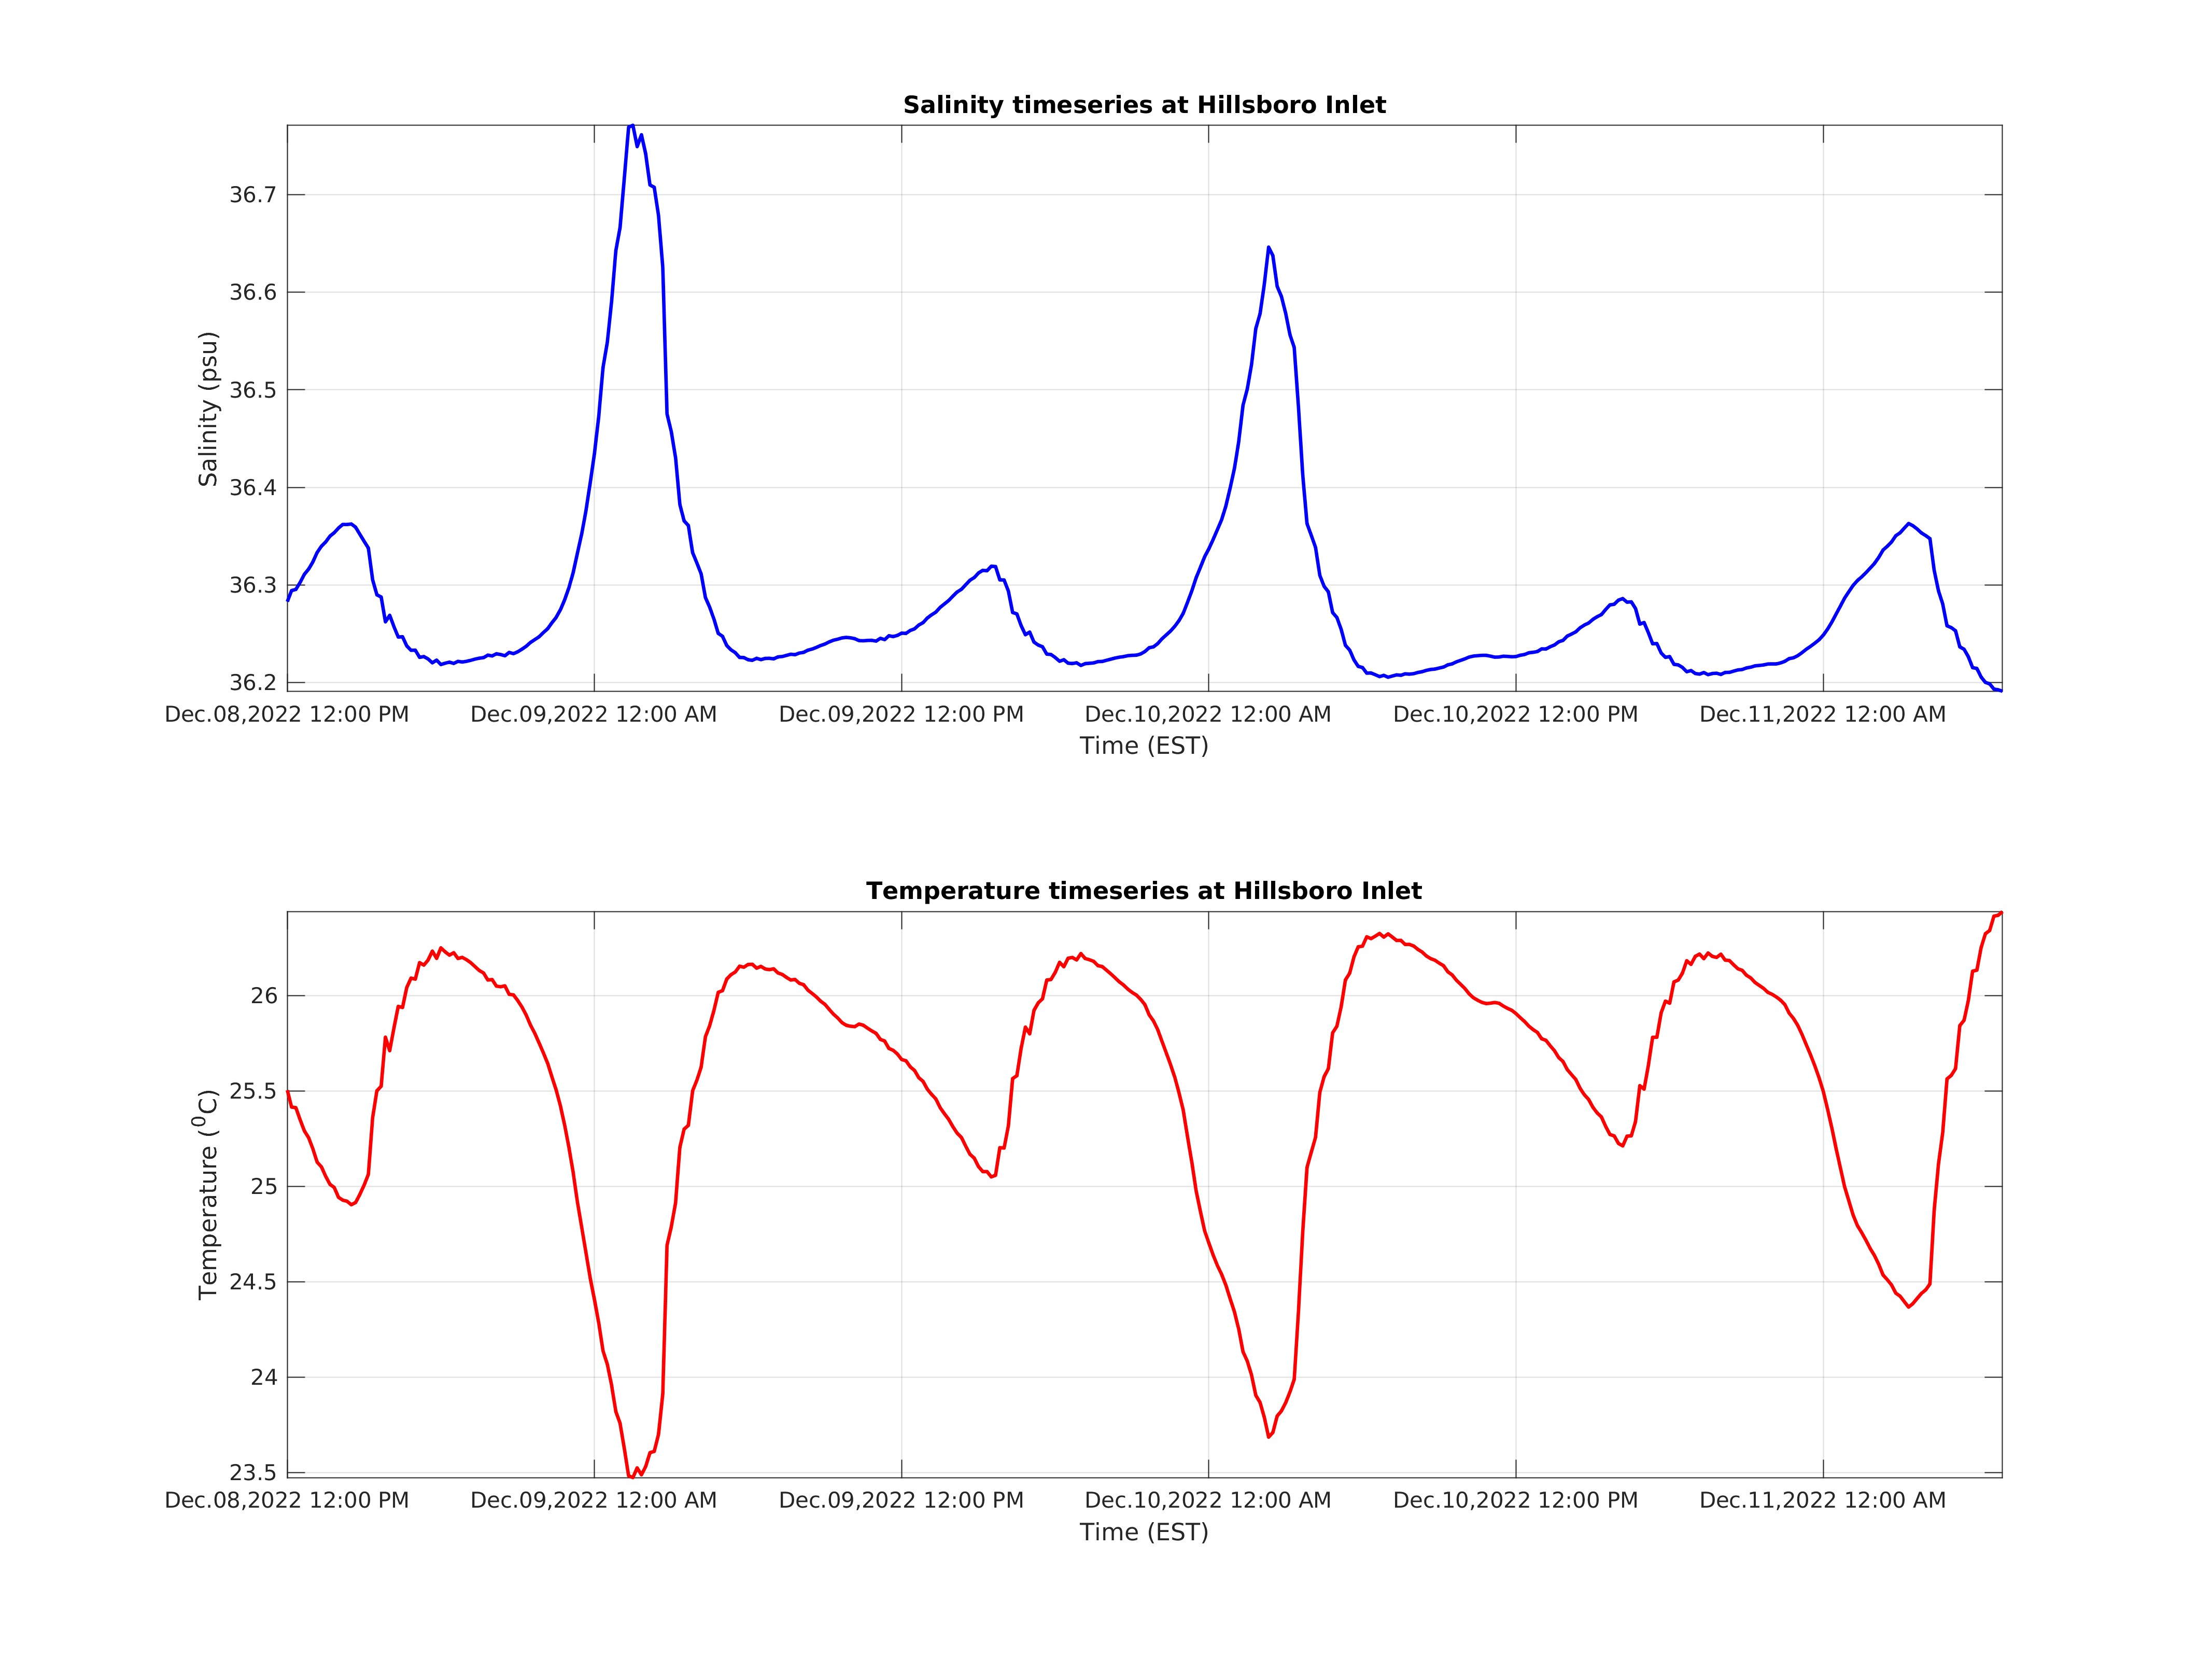 Salinity timeseries at Hillsboro Inlet
Salinity (psu)
36.7
36.6
36.5
36.4
36.3
36.2
Dec.08,2022 12:00 PM Dec.09,2022 12:00 AM Dec.09,2022 12:00 PM Dec.10,2022 12:00 AM Dec.10,2022 12:00 PM Dec.11,2022 12:00 AM
Time (EST)
Temperature timeseries at Hillsboro Inlet
Temperature (⁰C)
26
25.5
25
24.5
24
23.5
Dec.08,2022 12:00 PM Dec.09,2022 12:00 AM Dec.09,2022 12:00 PM Dec.10,2022 12:00 AM Dec.10,2022 12:00 PM Dec.11,2022 12:00 AM
Time (EST)